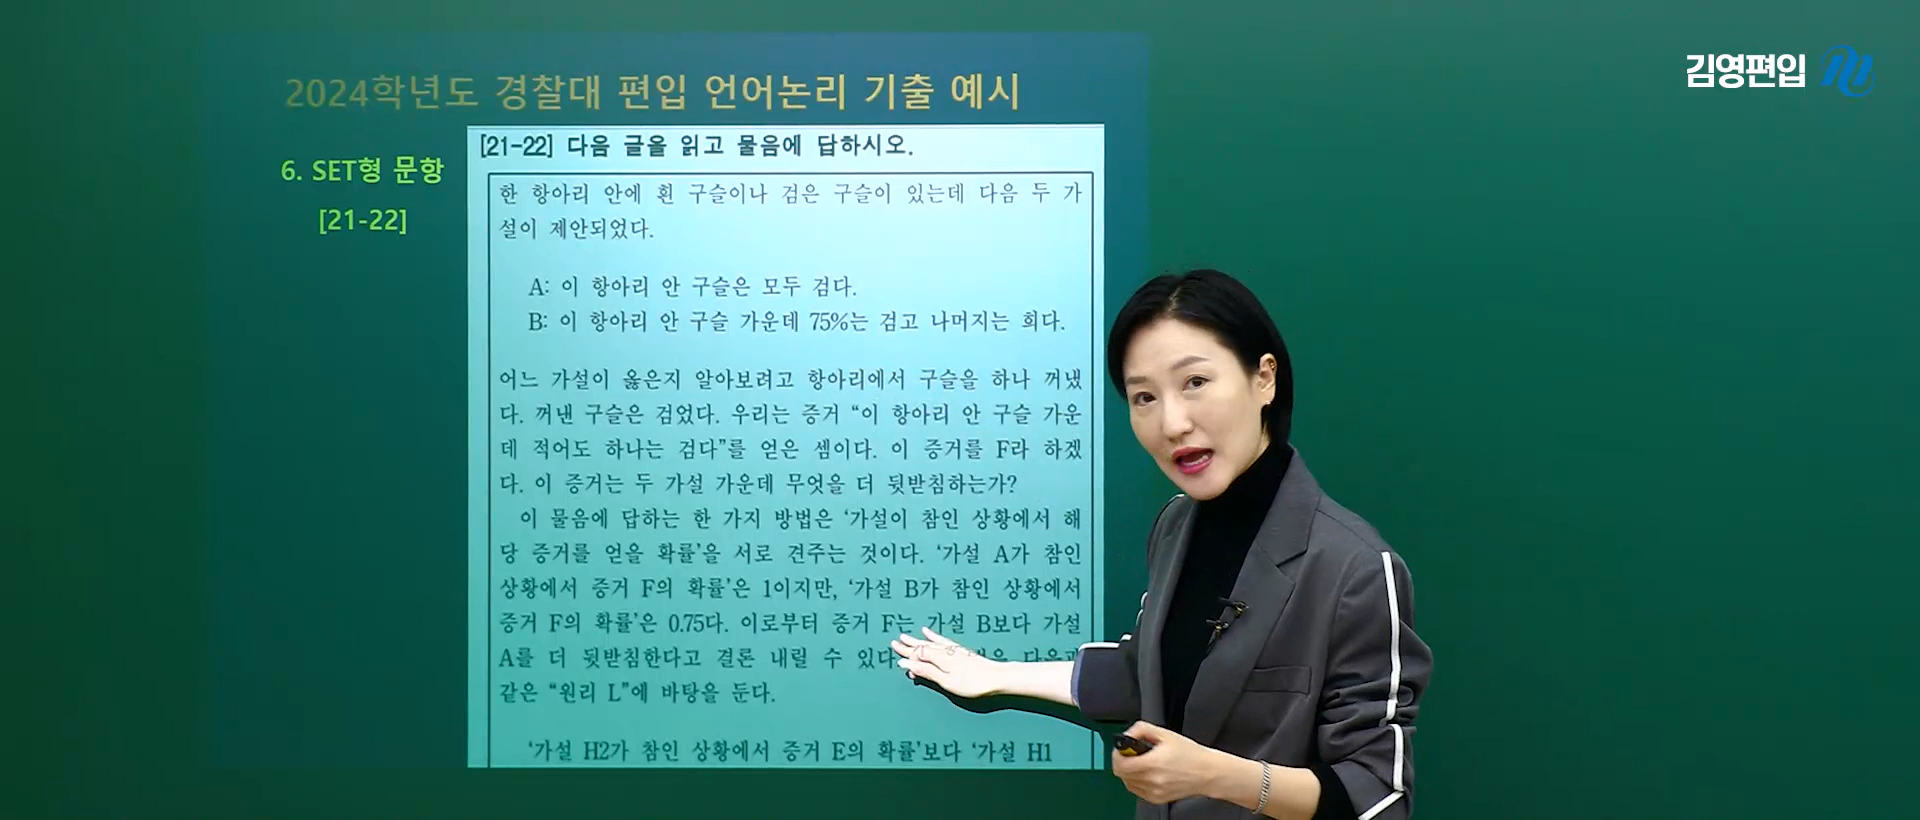 김영편입
2024학년도 경찰대 편입 언어논리 기출 예시
6. SET형 문항
[21-22]
[21-22] 다음 글을 읽고 물음에 답하시오.
한 항아리 안에 흰 구슬이나 검은 구슬이 있는데 다음 두 가
설이 제안되었다.
A: 이 항아리 안 구슬은 모두 검다.
B: 이 항아리 안 구슬 가운데 75%는 검고 나머지는 희다.
어느 가설이 옳은지 알아보려고 항아리에서 구슬을 하나 꺼냈
다. 꺼낸 구슬은 검었다. 우리는 증거 “이 항아리 안 구슬 가운
데 적어도 하나는 검다”를 얻은 셈이다. 이 증거를 F라 하겠
다. 이 증거는 두 가설 가운데 무엇을 더 뒷받침하는가?
이 물음에 답하는 한 가지 방법은 ‘가설이 참인 상황에서 해
당 증거를 얻을 확률’을 서로 견주는 것이다. ‘가설 A가 참인
상황에서 증거 F의 확률’은 1이지만, ‘가설 B가 참인 상황에서
증거 F의 확률’은 0.75다. 이로부터 증거 F는 가설 B보다 가설
A를 더 뒷받침한다고 결론 내릴 수 있다 다음과
같은 “원리 L”에 바탕을 둔다.
‘가설 H2가 참인 상황에서 증거 E의 확률’보다 ‘가설 H1